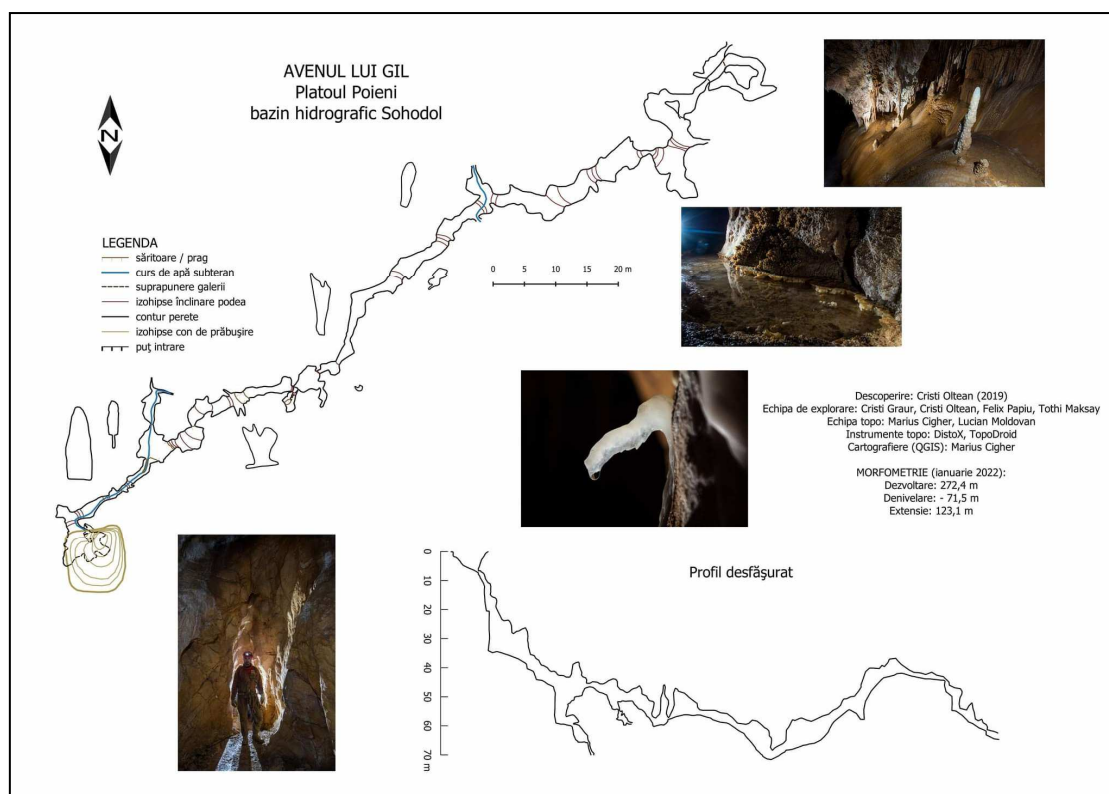 AVENUL LUI GIL
Platoul Poieni
bazin hidrografic Sohodol
N
LEGENDA
săritoare / prag
curs de apă subteran
suprapunere galerii
izohipse înclinare podea
contur perete
izohipse con de prăbușire
puț intrare
0 5 10 15 20 m
Descoperire: Cristi Oltean (2019)
Echipa de explorare: Cristi Graur, Cristi Oltean, Felix Papiu, Tothi Maksay
Echipa topo: Marius Cigher, Lucian Moldovan
Instrumente topo: DistoX, TopoDroid
Cartografiere (QGIS): Marius Cigher
MORFOMETRIE (ianuarie 2022):
Dezvoltare: 272,4 m
Denivelare: - 71,5 m
Extensie: 123,1 m
Profil desfășurat
0
10
20
30
40
50
60
70 m